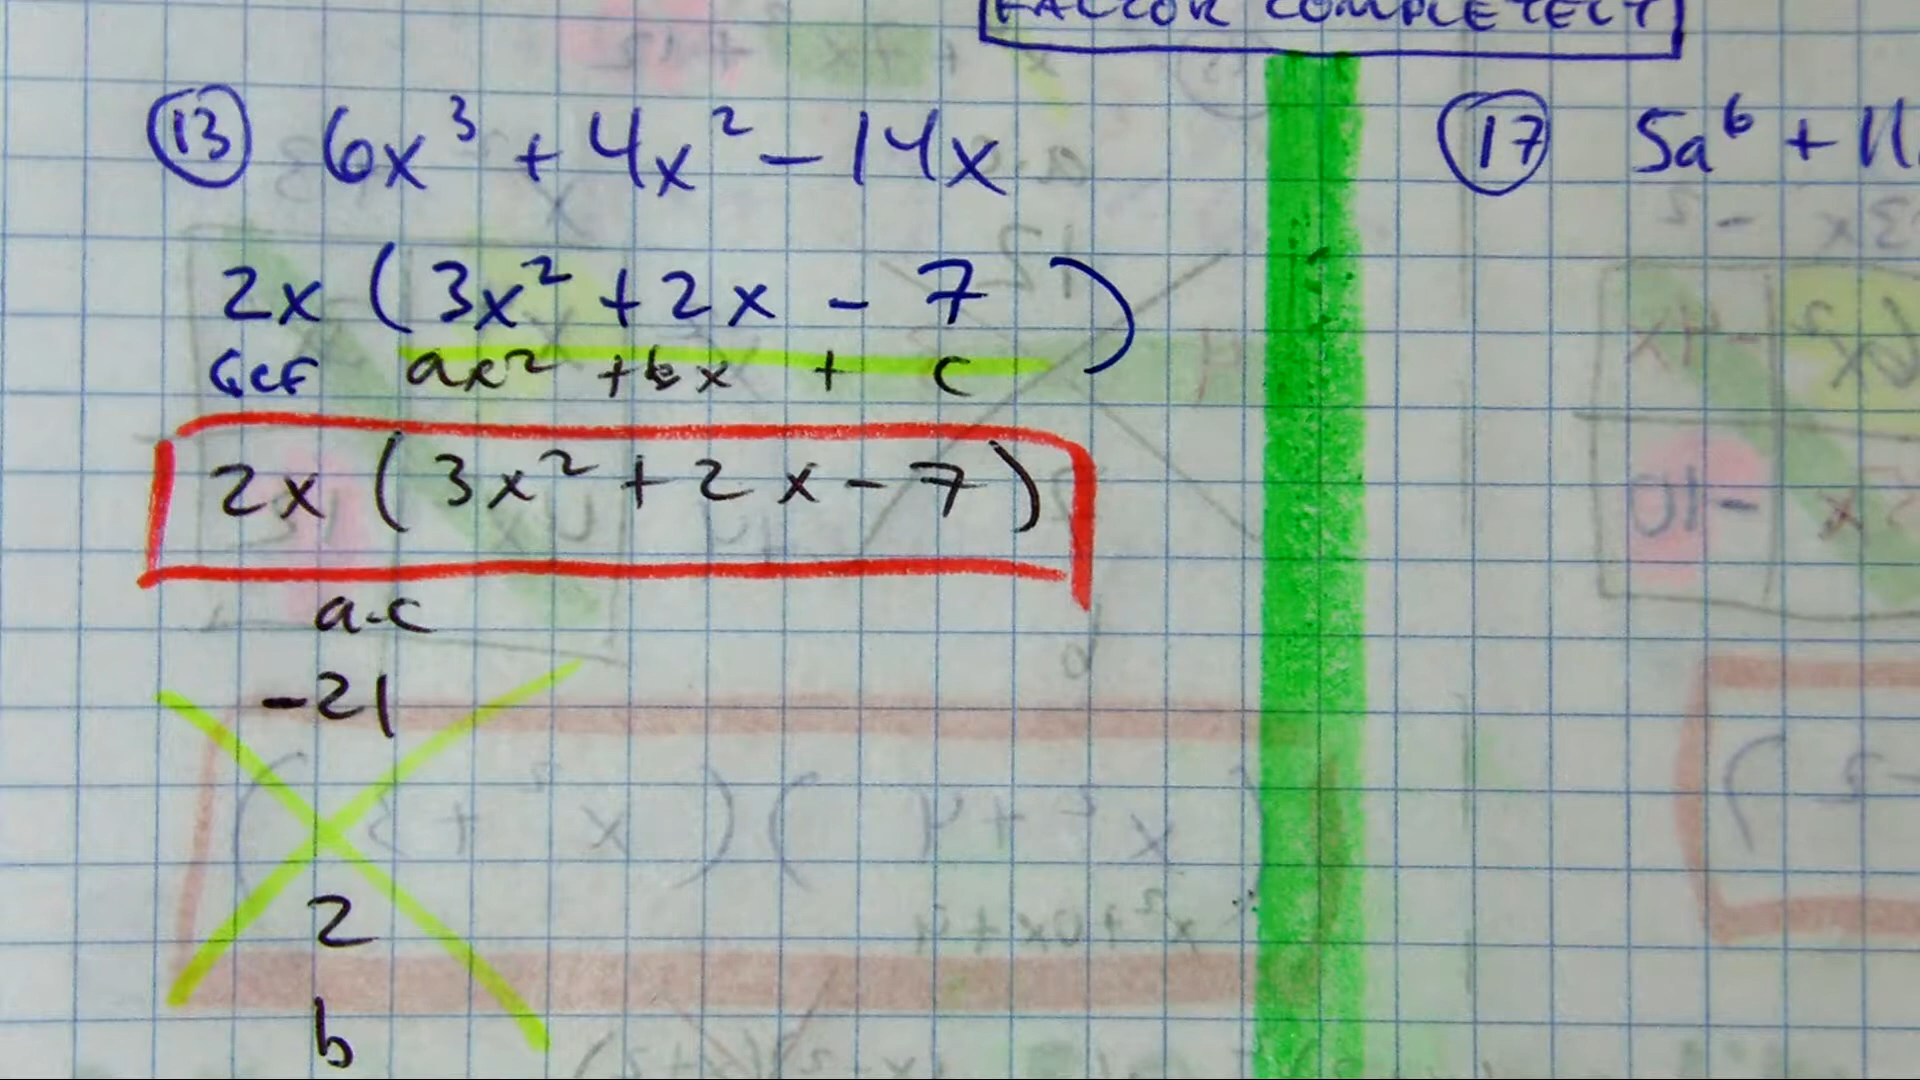 FACTOR COMPLETELY
13 6x³ + 4x² - 14x
2x (3x² + 2x - 7)
GCF ax² + bx + c
2x (3x² + 2x - 7)
a·c
-21
2
b
17 5a⁶ + 11